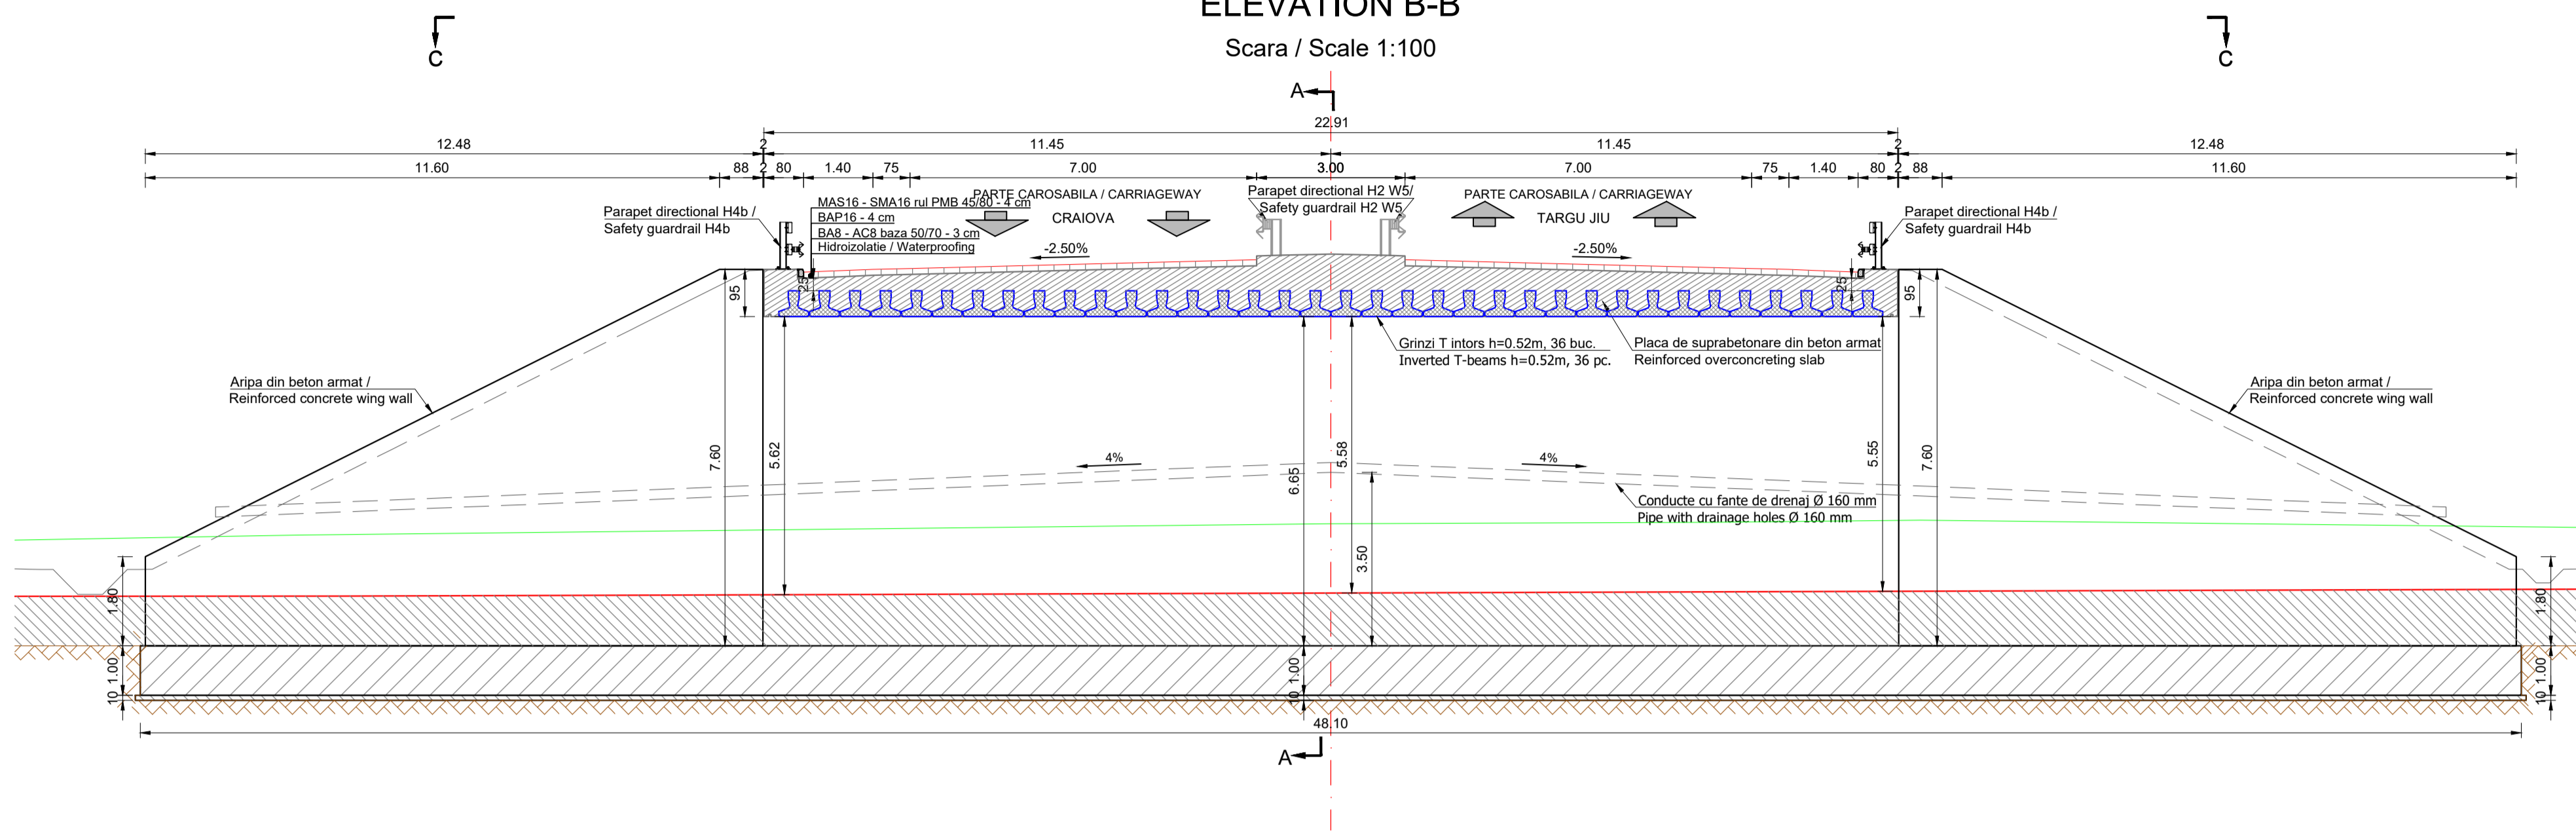 ELEVATION B-B
Scara / Scale 1:100
C
C
A
22.91
12.48
2
11.45
11.45
2
12.48
11.60
88
2
80
1.40
75
7.00
3.00
7.00
75
1.40
80
2
88
11.60
PARTE CAROSABILA / CARRIAGEWAY
CRAIOVA
PARTE CAROSABILA / CARRIAGEWAY
TARGU JIU
Parapet directional H2 W5/
Safety guardrail H2 W5
MAS16 - SMA16 rul PMB 45/80 - 4 cm
BAP16 - 4 cm
BA8 - AC8 baza 50/70 - 3 cm
Hidroizolatie / Waterproofing
Parapet directional H4b /
Safety guardrail H4b
Parapet directional H4b /
Safety guardrail H4b
-2.50%
-2.50%
95
25
25
95
Grinzi T intors h=0.52m, 36 buc.
Inverted T-beams h=0.52m, 36 pc.
Placa de suprabetonare din beton armat
Reinforced overconcreting slab
Aripa din beton armat /
Reinforced concrete wing wall
Aripa din beton armat /
Reinforced concrete wing wall
7.60
5.62
6.65
5.58
5.55
7.60
4%
4%
Conducte cu fante de drenaj Ø 160 mm
Pipe with drainage holes Ø 160 mm
3.50
1.80
1.80
1.00
1.00
1.00
10
10
10
48.10
A